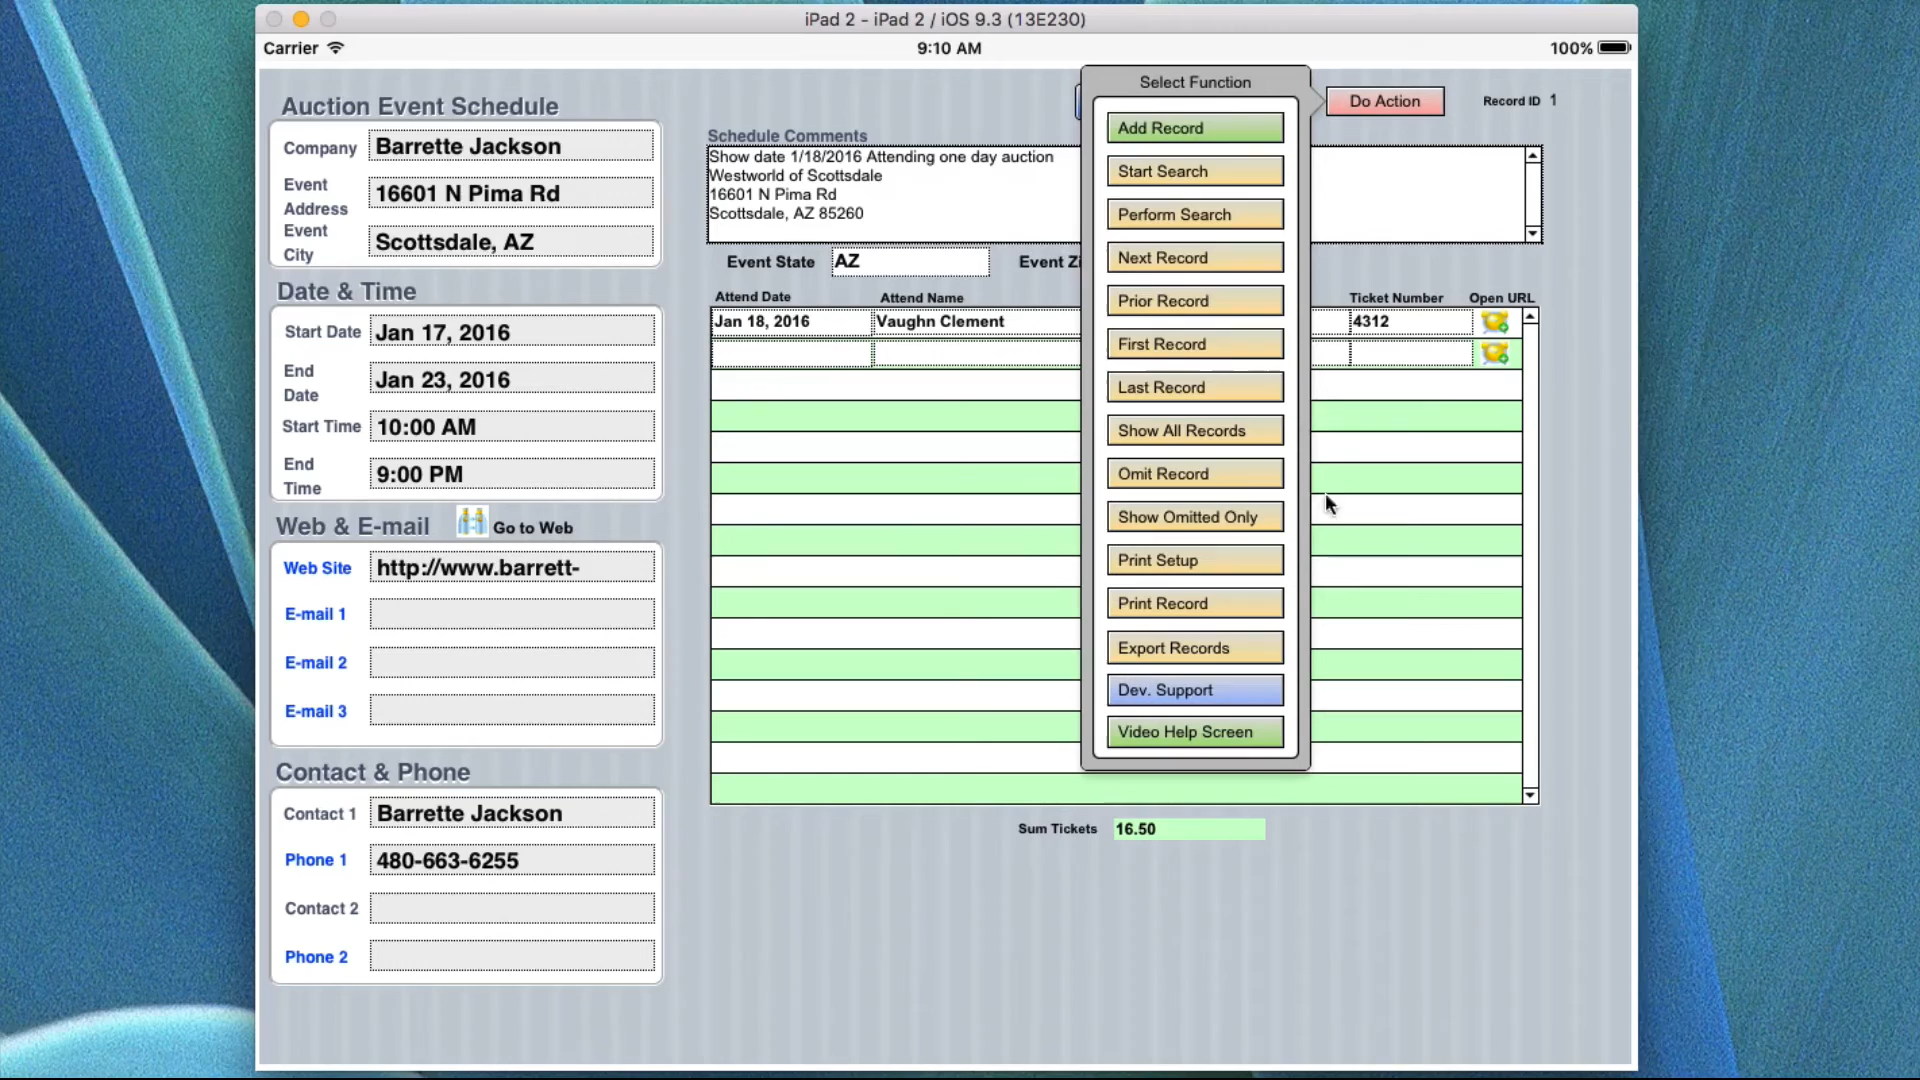 iPad 2 - iPad 2 / iOS 9.3 (13E230)
Carrier
9:10 AM
100%
Auction Event Schedule
Company
Barrette Jackson
Event
Address
16601 N Pima Rd
Event
City
Scottsdale, AZ
Date & Time
Start Date
Jan 17, 2016
End
Date
Jan 23, 2016
Start Time
10:00 AM
End
Time
9:00 PM
Web & E-mail
Go to Web
Web Site
http://www.barrett-
E-mail 1
E-mail 2
E-mail 3
Contact & Phone
Contact 1
Barrette Jackson
Phone 1
480-663-6255
Contact 2
Phone 2
Schedule Comments
Show date 1/18/2016 Attending one day auction
Westworld of Scottsdale
16601 N Pima Rd
Scottsdale, AZ 85260
Event State
AZ
Event Zi
Attend Date
Attend Name
Ticket Number
Open URL
Jan 18, 2016
Vaughn Clement
4312
Sum Tickets
16.50
Select Function
Add Record
Start Search
Perform Search
Next Record
Prior Record
First Record
Last Record
Show All Records
Omit Record
Show Omitted Only
Print Setup
Print Record
Export Records
Dev. Support
Video Help Screen
Do Action
Record ID 1